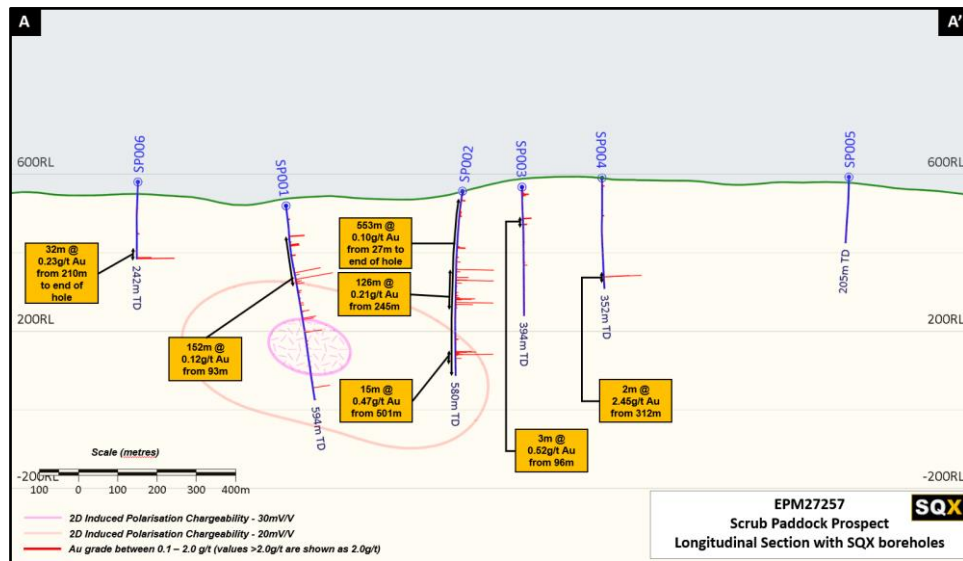 A
A'
600RL
600RL
SP006
SP001
SP002
SP003
SP004
SP005
32m @
0.23g/t Au
from 210m
to end of
hole
242m TD
553m @
0.10g/t Au
from 27m to
end of hole
126m @
0.21g/t Au
from 245m
205m TD
200RL
200RL
394m TD
352m TD
152m @
0.12g/t Au
from 93m
15m @
0.47g/t Au
from 501m
580m TD
594m TD
2m @
2.45g/t Au
from 312m
3m @
0.52g/t Au
from 96m
Scale (metres)
-200RL
-200RL
100 0 100 200 300 400m
2D Induced Polarisation Chargeability - 30mV/V
2D Induced Polarisation Chargeability - 20mV/V
Au grade between 0.1 – 2.0 g/t (values >2.0g/t are shown as 2.0g/t)
EPM27257
Scrub Paddock Prospect
Longitudinal Section with SQX boreholes
SQX